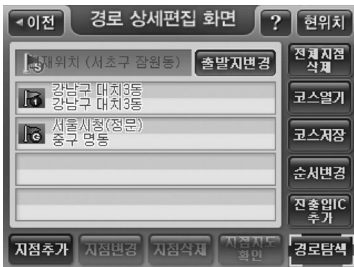 이전
경로 상세편집 화면
?
현위치
S
재위치 (서초구 잠원동)
출발지변경
전체지점
삭제
1
강남구 대치3동
강남구 대치3동
코스열기
G
서울시청(정문)
중구 명동
코스저장
순서변경
진출입IC
추가
지점추가
지점변경
지점삭제
지점지도
확인
경로탐색